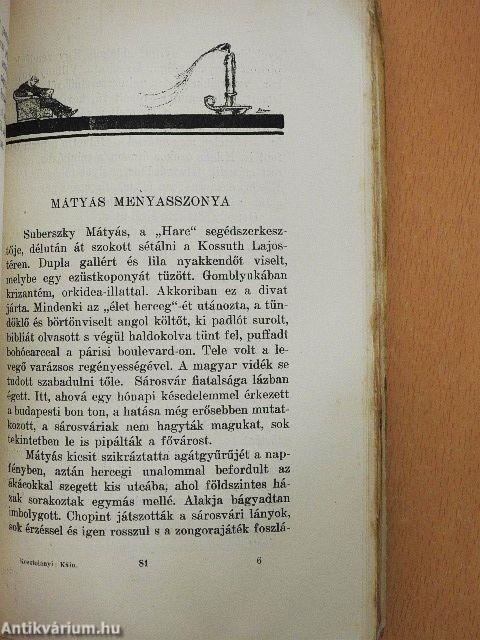 MÁTYÁS MENYASSZONYA
Suberszky Mátyás, a „Harc" segédszerkesz-
tője, délután át szokott sétálni a Kossuth Lajos-
téren. Dupla gallért és lila nyakkendőt viselt,
melybe egy ezüstkoponyát tűzött. Gomblyukában
krizantém, orkidea-illattal. Akkoriban ez a divat
járta. Mindenki az „élet herceg"-ét utánozta, a tün-
döklő és börtönviselt angol költőt, ki padlót surolt,
bibliát olvasott s végül haldokolva tünt fel, puffadt
bohócarccal a párisi boulevard-on. Tele volt a le-
vegő varázsos regényességével. A magyar vidék se
tudott szabadulni tőle. Sárosvár fiatalsága lázban
égett. Itt, ahová egy hónapi késedelemmel érkezett
a budapesti bon ton, a hatása még erősebben mutat-
kozott, a sárosváriak nem hagyták magukat, sok
tekintetben le is pipálták a fővárost.
Mátyás kicsit szikráztatta agátgyűrűjét a nap-
fényben, aztán hercegi unalommal befordult az
ákácokkal szegett kis utcába, ahol földszintes há-
zak sorakoztak egymás mellé. Alakja bágyadtan
imbolygott. Chopint játszották a sárosvári lányok,
sok érzéssel és igen rosszul s a zongorajáték foszlá-
Kosztolányi: Káin. 81 6
Antikvárium.hu